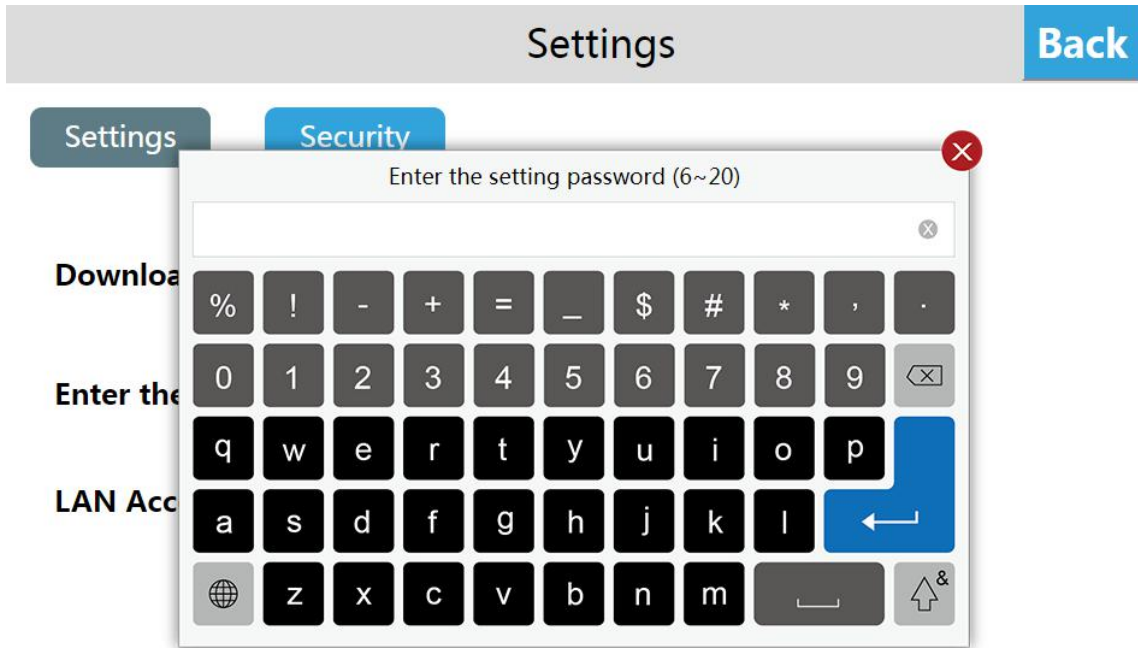 Settings
Back
Settings Security
Enter the setting password (6~20)
Downloa
% ! - + = _ $ # * , .
0 1 2 3 4 5 6 7 8 9
Enter the
q w e r t y u i o p
LAN Acc
a s d f g h j k l
z x c v b n m &